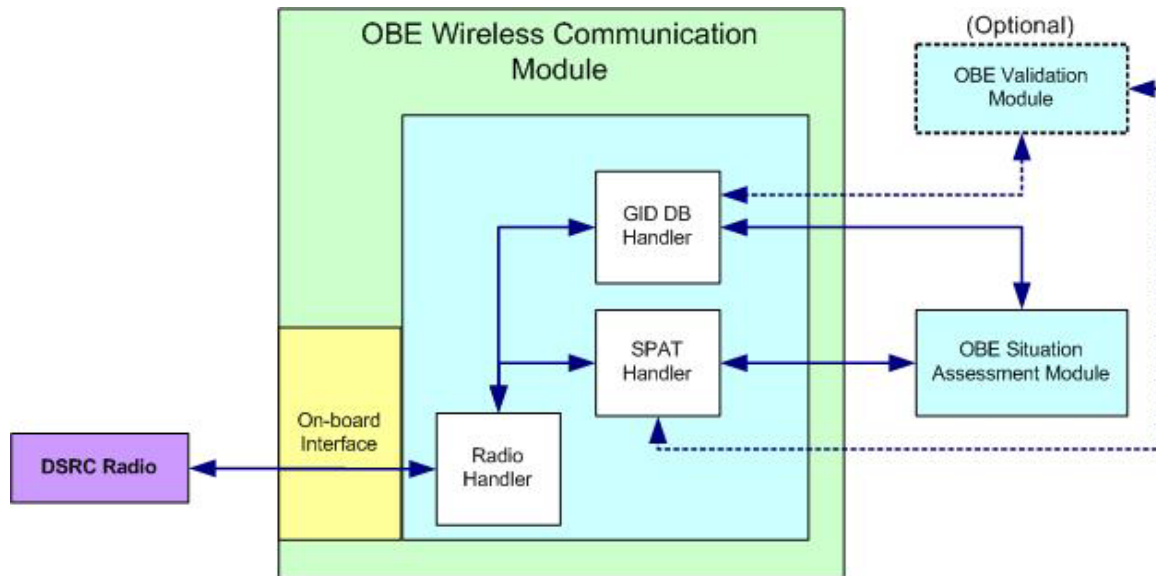 OBE Wireless Communication
Module
(Optional)
OBE Validation
Module
GID DB
Handler
SPAT
Handler
OBE Situation
Assessment Module
On-board
Interface
Radio
Handler
DSRC Radio